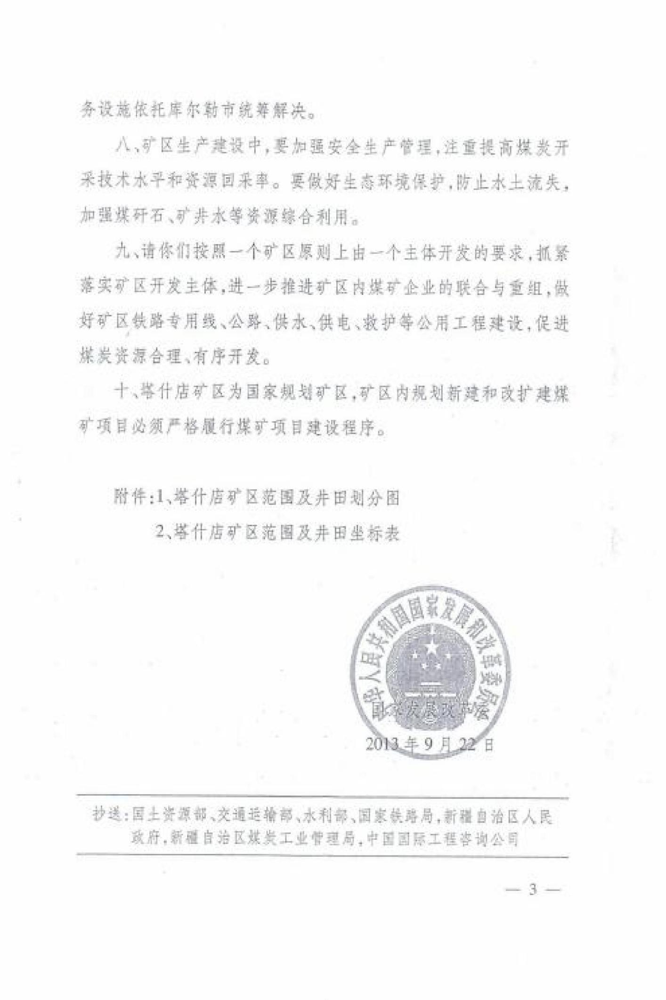 务设施依托库尔勒市统筹解决。
八、矿区生产建设中,要加强安全生产管理,注重提高煤炭开
采技术水平和资源回采率。要做好生态环境保护,防止水土流失,
加强煤矸石、矿井水等资源综合利用。
九、请你们按照一个矿区原则上由一个主体开发的要求,抓紧
落实矿区开发主体,进一步推进矿区内煤矿企业的联合与重组,做
好矿区铁路专用线、公路、供水、供电、救护等公用工程建设,促进
煤炭资源合理、有序开发。
十、塔什店矿区为国家规划矿区,矿区内规划新建和改扩建煤
矿项目必须严格履行煤矿项目建设程序。
附件:1、塔什店矿区范围及井田划分图
2、塔什店矿区范围及井田坐标表
华人民共和国国家发展和改革委员会
国家发展改革委
2013年9月22日
抄送:国土资源部、交通运输部、水利部、国家铁路局,新疆自治区人民
政府,新疆自治区煤炭工业管理局,中国国际工程咨询公司
— 3 —